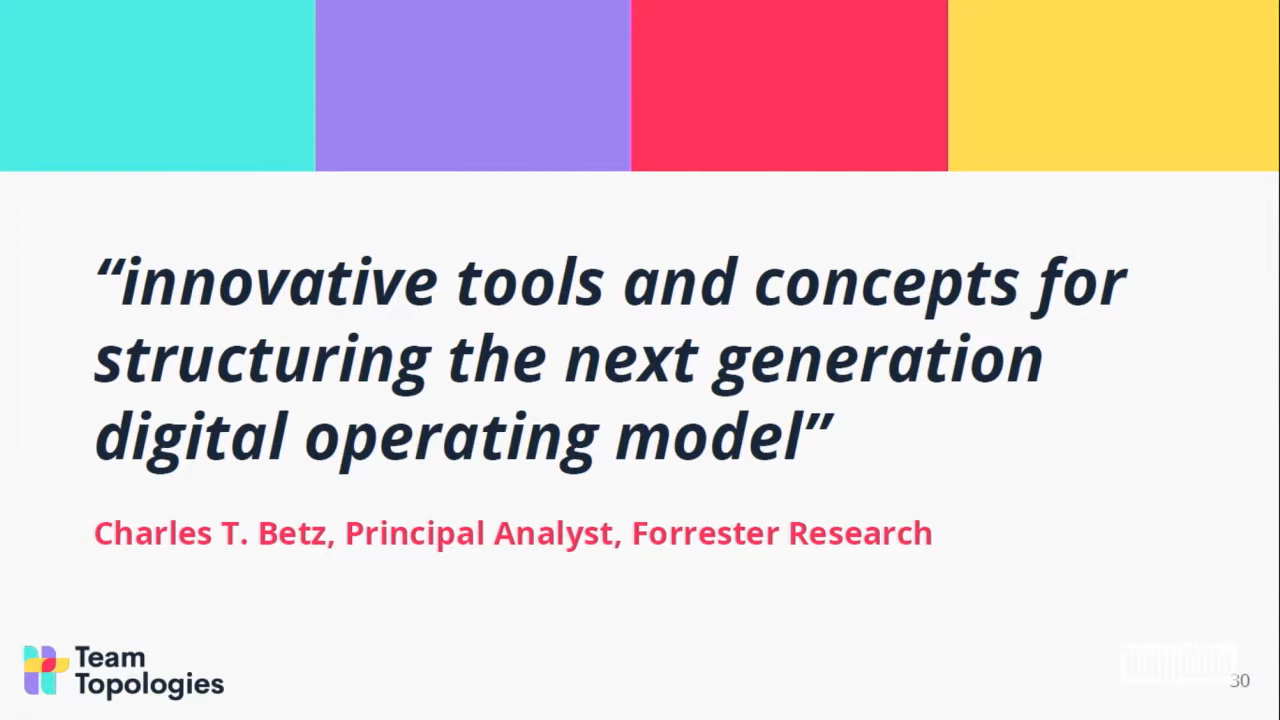 “innovative tools and concepts for
structuring the next generation
digital operating model”
Charles T. Betz, Principal Analyst, Forrester Research
Team
Topologies
30